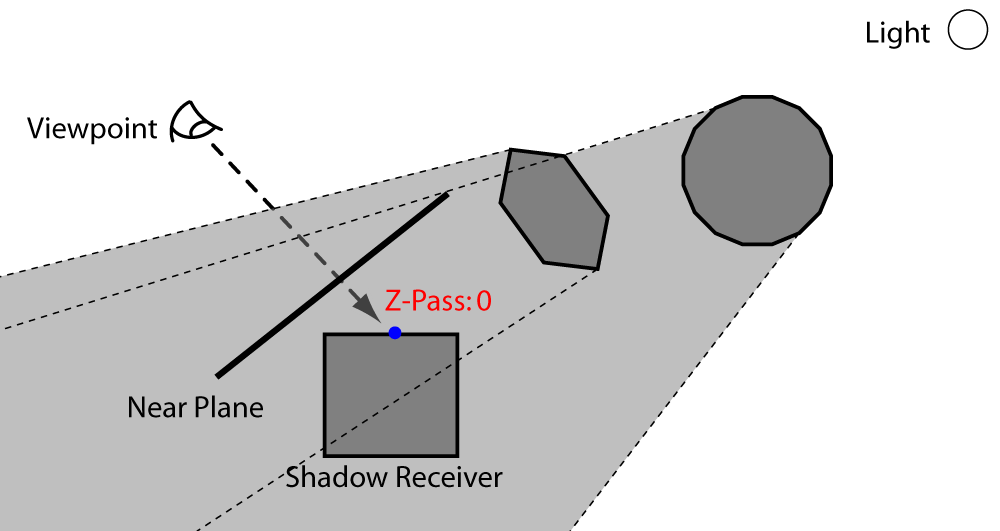 Light
Viewpoint
Z-Pass: 0
Near Plane
Shadow Receiver